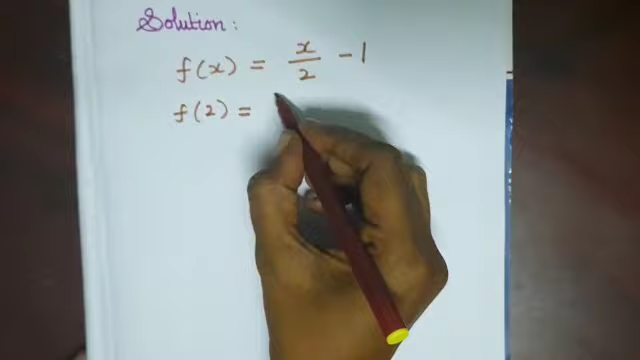 Solution:
f(x) = x/2 - 1
f(2) =